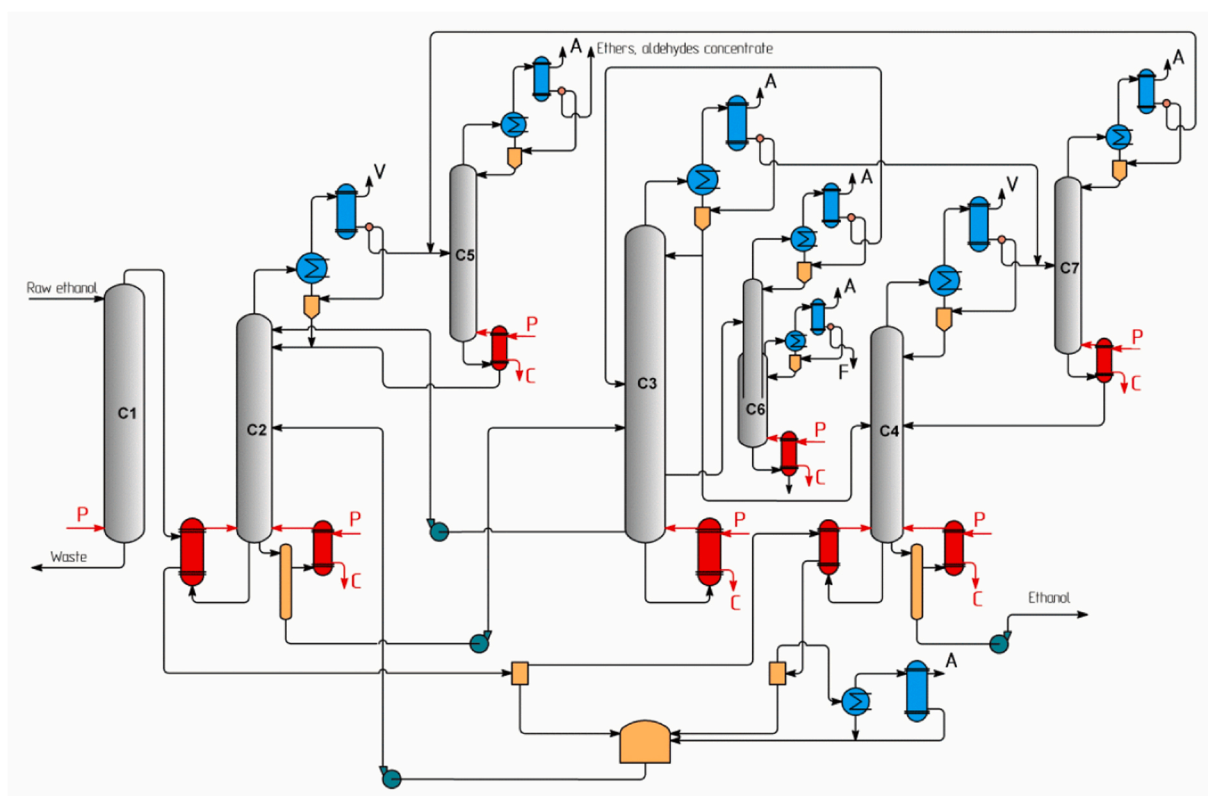 A
Ethers, aldehydes concentrate
A
A
V
A
V
C5
C7
Raw ethanol
A
P
P
C3
F
C
C
C1
C6
C2
C4
P
C
P
P
P
P
Waste
C
C
C
Ethanol
A